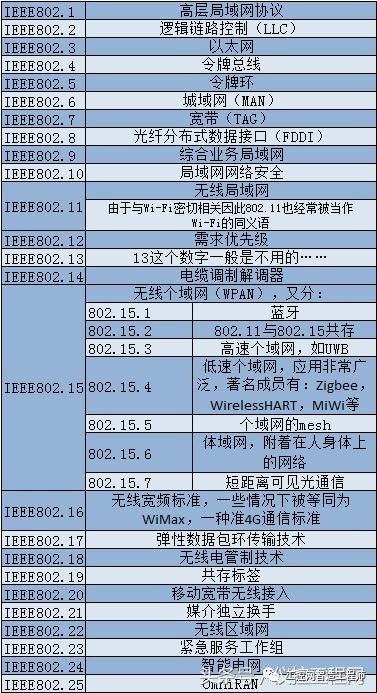 IEEE802.1 高层局域网协议
IEEE802.2 逻辑链路控制（LLC）
IEEE802.3 以太网
IEEE802.4 令牌总线
IEEE802.5 令牌环
IEEE802.6 城域网（MAN）
IEEE802.7 宽带（TAG）
IEEE802.8 光纤分布式数据接口（FDDI）
IEEE802.9 综合业务局域网
IEEE802.10 局域网网络安全
IEEE802.11 无线局域网
由于与Wi-Fi密切相关因此802.11也经常被当作
Wi-Fi的同义语
IEEE802.12 需求优先级
IEEE802.13 13这个数字一般是不用的……
IEEE802.14 电缆调制解调器
IEEE802.15 无线个域网（WPAN），又分：
802.15.1 蓝牙
802.15.2 802.11与802.15共存
802.15.3 高速个域网，如UWB
802.15.4 低速个域网，应用非常
广泛，著名成员有：Zigbee，
WirelessHART，MiWi等
802.15.5 个域网的mesh
802.15.6 体域网，附着在人身体上
的网络
802.15.7 短距离可见光通信
IEEE802.16 无线宽频标准，一些情况下被等同为
WiMax，一种准4G通信标准
IEEE802.17 弹性数据包环传输技术
IEEE802.18 无线电管制技术
IEEE802.19 共存标签
IEEE802.20 移动宽带无线接入
IEEE802.21 媒介独立换手
IEEE802.22 无线区域网
IEEE802.23 紧急服务工作组
IEEE802.24 智能电网
IEEE802.25 OmniRAN